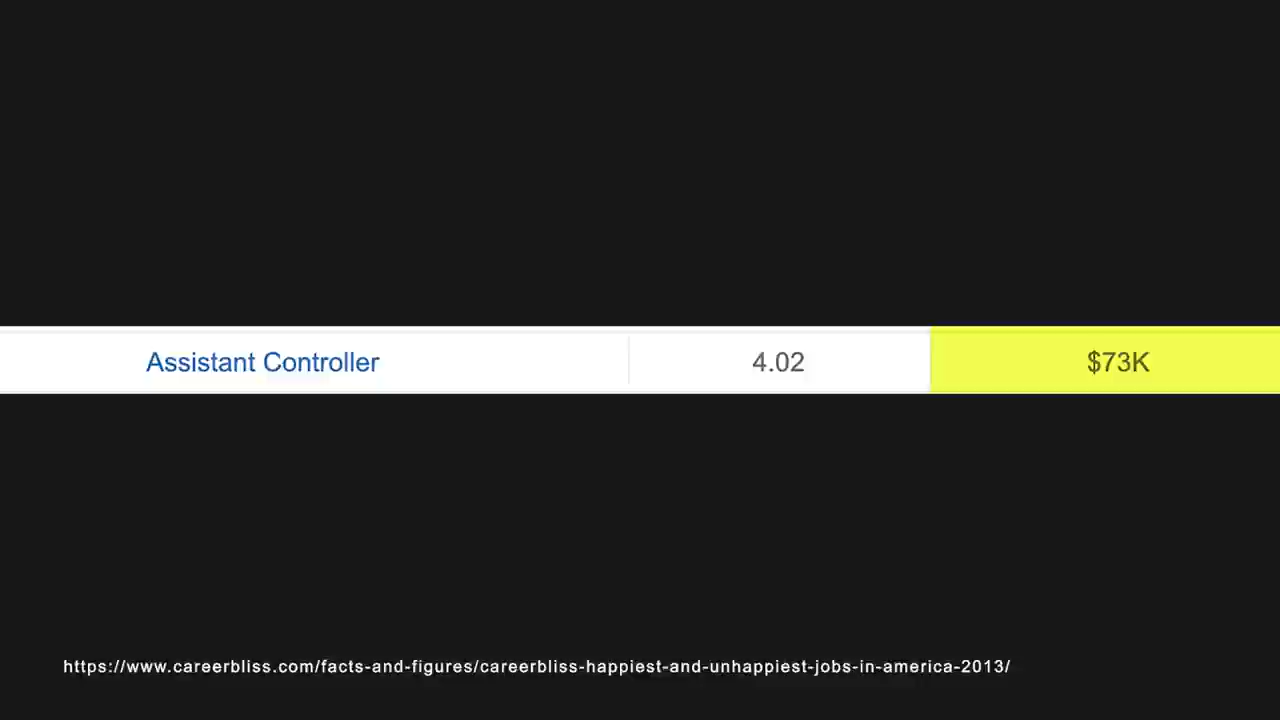 Assistant Controller 4.02 $73K
https://www.careerbliss.com/facts-and-figures/careerbliss-happiest-and-unhappiest-jobs-in-america-2013/